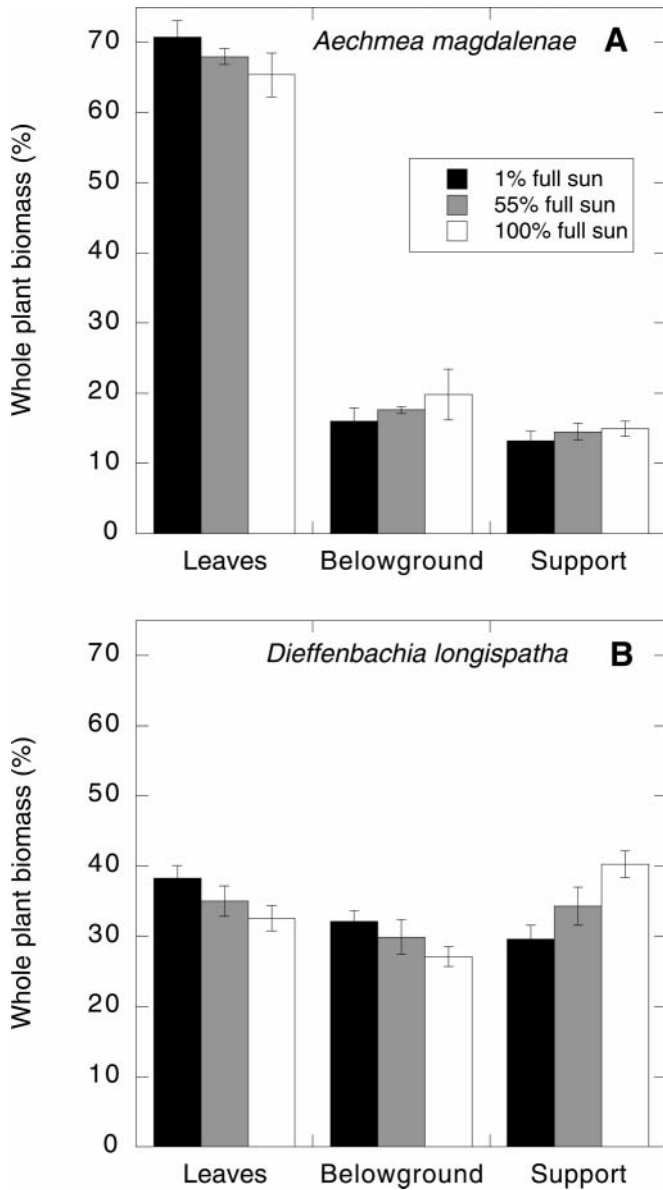 Aechmea magdalenae A
Whole plant biomass (%)
70
60
50
40
30
20
10
0
1% full sun
55% full sun
100% full sun
Leaves Belowground Support
Dieffenbachia longispatha B
Whole plant biomass (%)
70
60
50
40
30
20
10
0
Leaves Belowground Support